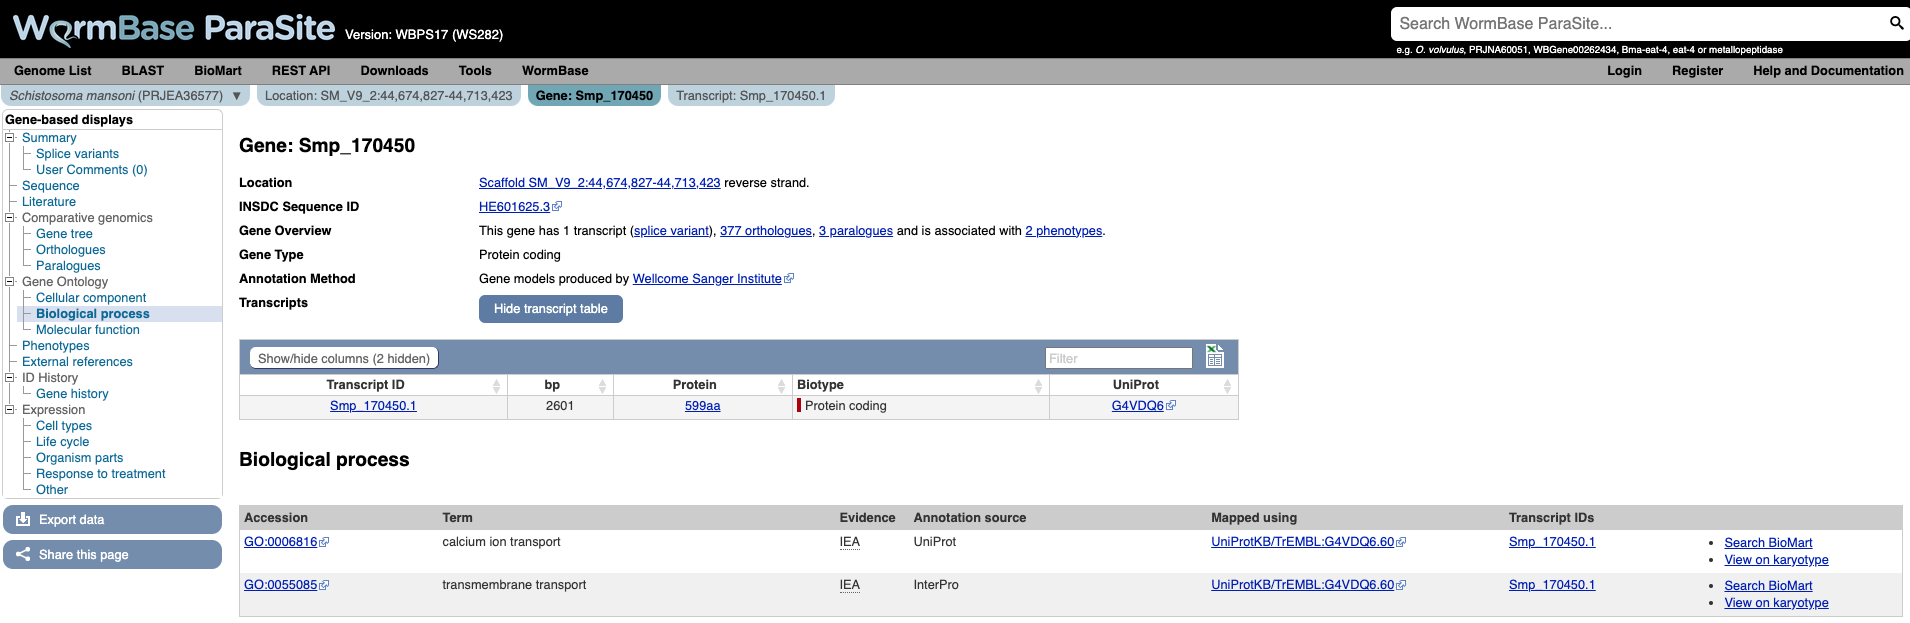 WormBase ParaSite Version: WBPS17 (WS282)
Search WormBase ParaSite...
e.g. O. volvulus, PRJNA60051, WBGene00262434, Bma-eat-4, eat-4 or metallopeptidase
Genome List BLAST BioMart REST API Downloads Tools WormBase Login Register Help and Documentation
Schistosoma mansoni (PRJEA36577) ▼ Location: SM_V9_2:44,674,827-44,713,423 Gene: Smp_170450 Transcript: Smp_170450.1
Gene-based displays
Summary
Splice variants
User Comments (0)
Sequence
Literature
Comparative genomics
Gene tree
Orthologues
Paralogues
Gene Ontology
Cellular component
Biological process
Molecular function
Phenotypes
External references
ID History
Gene history
Expression
Cell types
Life cycle
Organism parts
Response to treatment
Other
Export data
Share this page
Gene: Smp_170450
Location Scaffold SM_V9_2:44,674,827-44,713,423 reverse strand.
INSDC Sequence ID HE601625.3
Gene Overview This gene has 1 transcript (splice variant), 377 orthologues, 3 paralogues and is associated with 2 phenotypes.
Gene Type Protein coding
Annotation Method Gene models produced by Wellcome Sanger Institute
Transcripts Hide transcript table
Show/hide columns (2 hidden) Filter
Transcript ID bp Protein Biotype UniProt
Smp_170450.1 2601 599aa Protein coding G4VDQ6
Biological process
Accession Term Evidence Annotation source Mapped using Transcript IDs
GO:0006816 calcium ion transport IEA UniProt UniProtKB/TrEMBL:G4VDQ6.60 Smp_170450.1 • Search BioMart
• View on karyotype
GO:0055085 transmembrane transport IEA InterPro UniProtKB/TrEMBL:G4VDQ6.60 Smp_170450.1 • Search BioMart
• View on karyotype